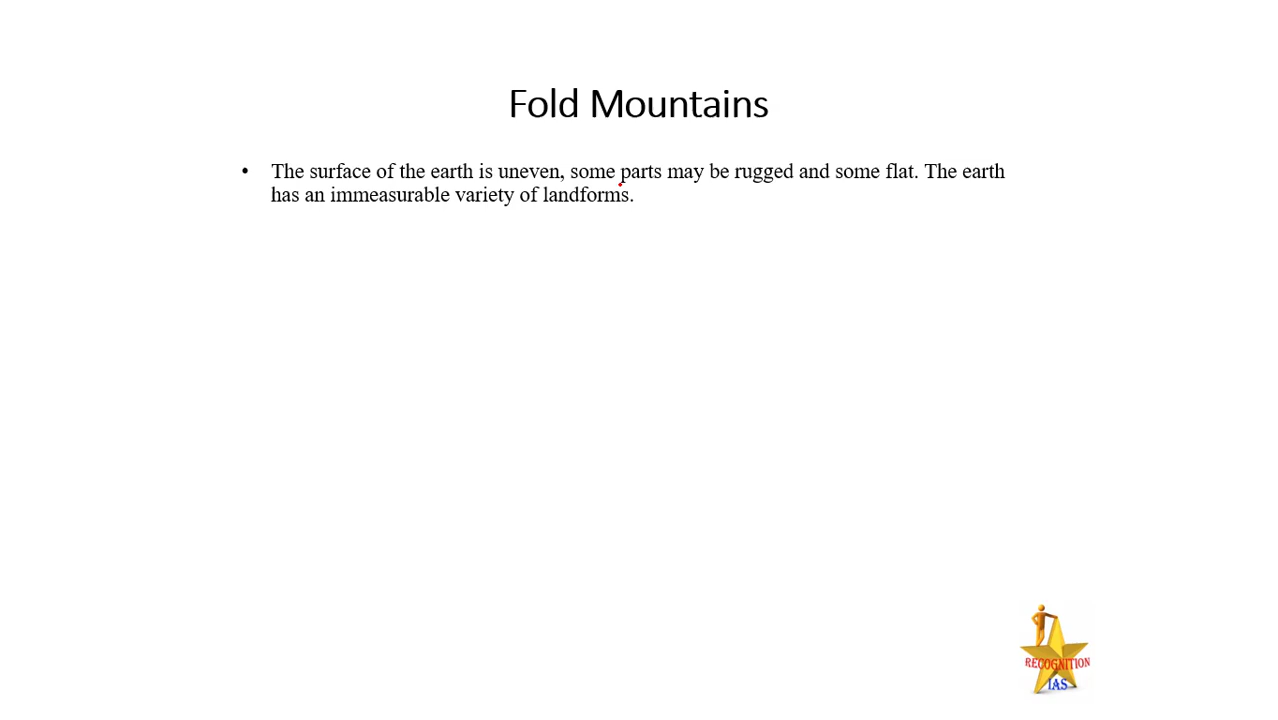 Fold Mountains
• The surface of the earth is uneven, some parts may be rugged and some flat. The earth
has an immeasurable variety of landforms.
RECOGNITION
IAS